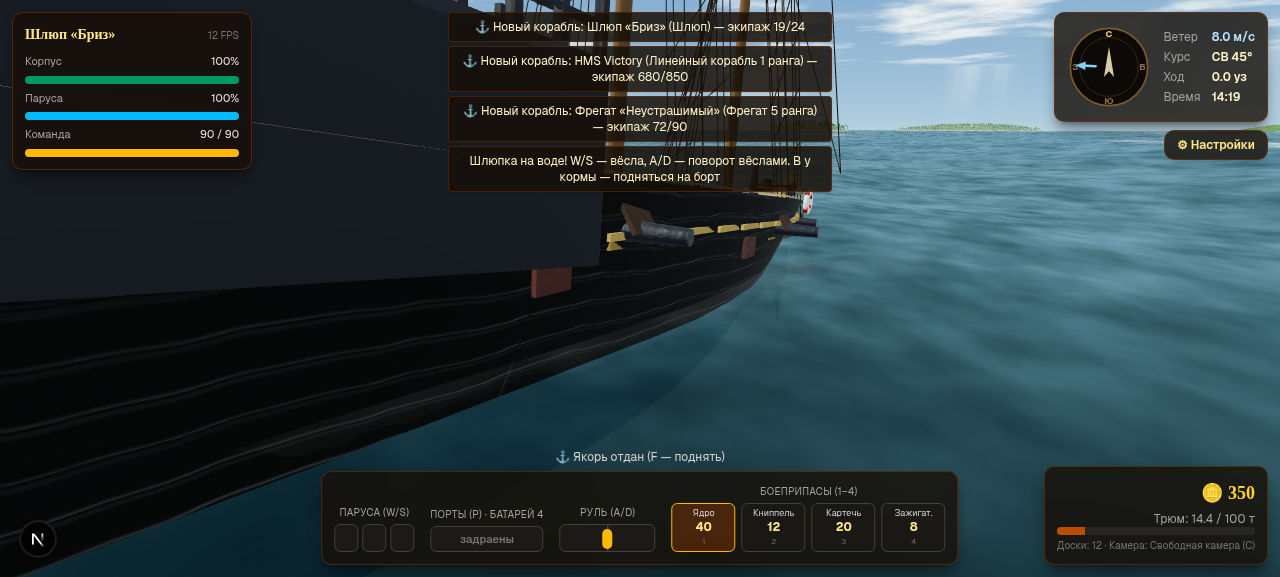 Шлюп «Бриз»
12 FPS
Корпус 100%
Паруса 100%
Команда 90 / 90
⚓ Новый корабль: Шлюп «Бриз» (Шлюп) — экипаж 19/24
⚓ Новый корабль: HMS Victory (Линейный корабль 1 ранга) —
экипаж 680/850
⚓ Новый корабль: Фрегат «Неустрашимый» (Фрегат 5 ранга)
— экипаж 72/90
Шлюпка на воде! W/S — вёсла, A/D — поворот вёслами. В у
кормы — подняться на борт
С
З
В
Ю
Ветер 8.0 м/с
Курс СВ 45°
Ход 0.0 уз
Время 14:19
⚙ Настройки
⚓ Якорь отдан (F — поднять)
ПАРУСА (W/S)
ПОРТЫ (P) · БАТАРЕЙ 4
задраены
РУЛЬ (A/D)
БОЕПРИПАСЫ (1–4)
Ядро
40
1
Книппель
12
2
Картечь
20
3
Зажигат.
8
4
🪙 350
Трюм: 14.4 / 100 т
Доски: 12 · Камера: Свободная камера (C)
N